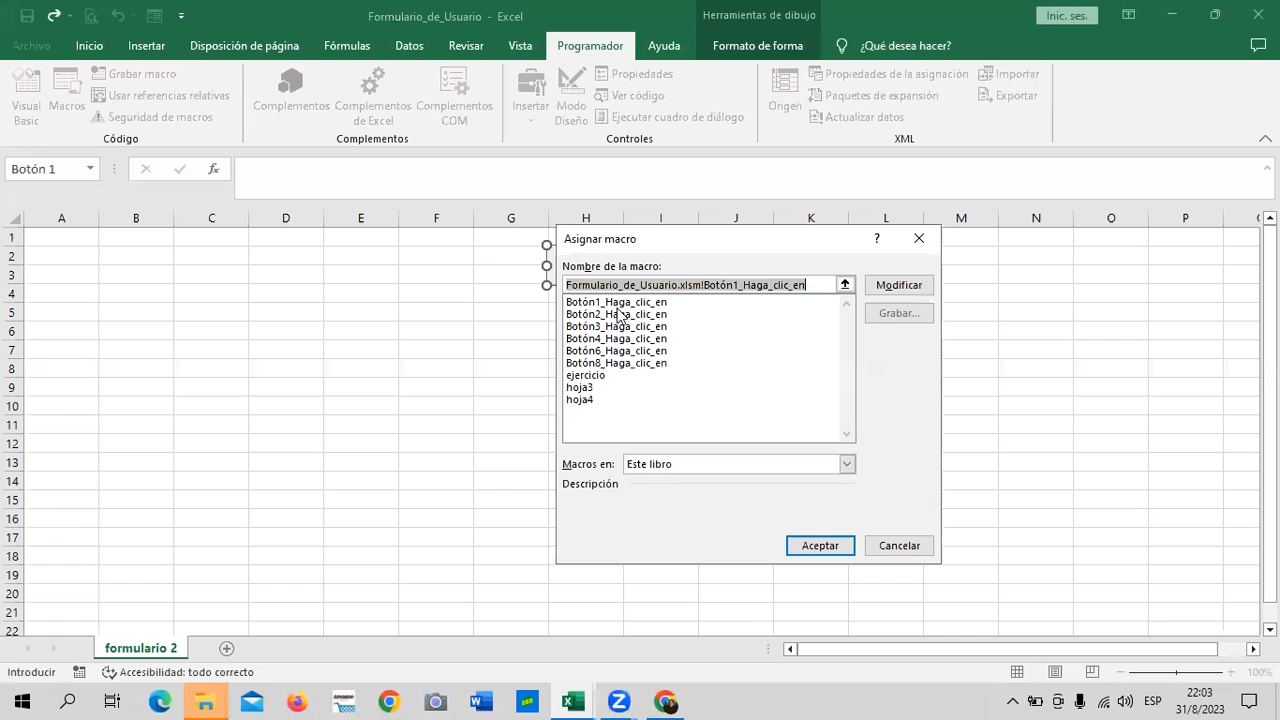 Formulario_de_Usuario - Excel
Herramientas de dibujo
Inic. ses.
Archivo Inicio Insertar Disposición de página Fórmulas Datos Revisar Vista Programador Ayuda Formato de forma ¿Qué desea hacer?
Visual Basic
Macros
Grabar macro
Usar referencias relativas
Seguridad de macros
Código
Complementos
Complementos de Excel
Complementos COM
Complementos
Insertar
Modo Diseño
Propiedades
Ver código
Ejecutar cuadro de diálogo
Controles
Origen
Propiedades de la asignación
Paquetes de expansión
Actualizar datos
Importar
Exportar
XML
Botón 1
fx
A B C D E F G H I J K L M N O P
1
2
3
4
5
6
7
8
9
10
11
12
13
14
15
16
17
18
19
20
21
22
Asignar macro
?
Nombre de la macro:
Formulario_de_Usuario.xlsm!Botón1_Haga_clic_en
Modificar
Botón1_Haga_clic_en
Botón2_Haga_clic_en
Botón3_Haga_clic_en
Botón4_Haga_clic_en
Botón6_Haga_clic_en
Botón8_Haga_clic_en
ejercicio
hoja3
hoja4
Grabar...
Macros en: Este libro
Descripción
Aceptar
Cancelar
formulario 2
Introducir
Accesibilidad: todo correcto
100%
ESP
22:03
31/8/2023